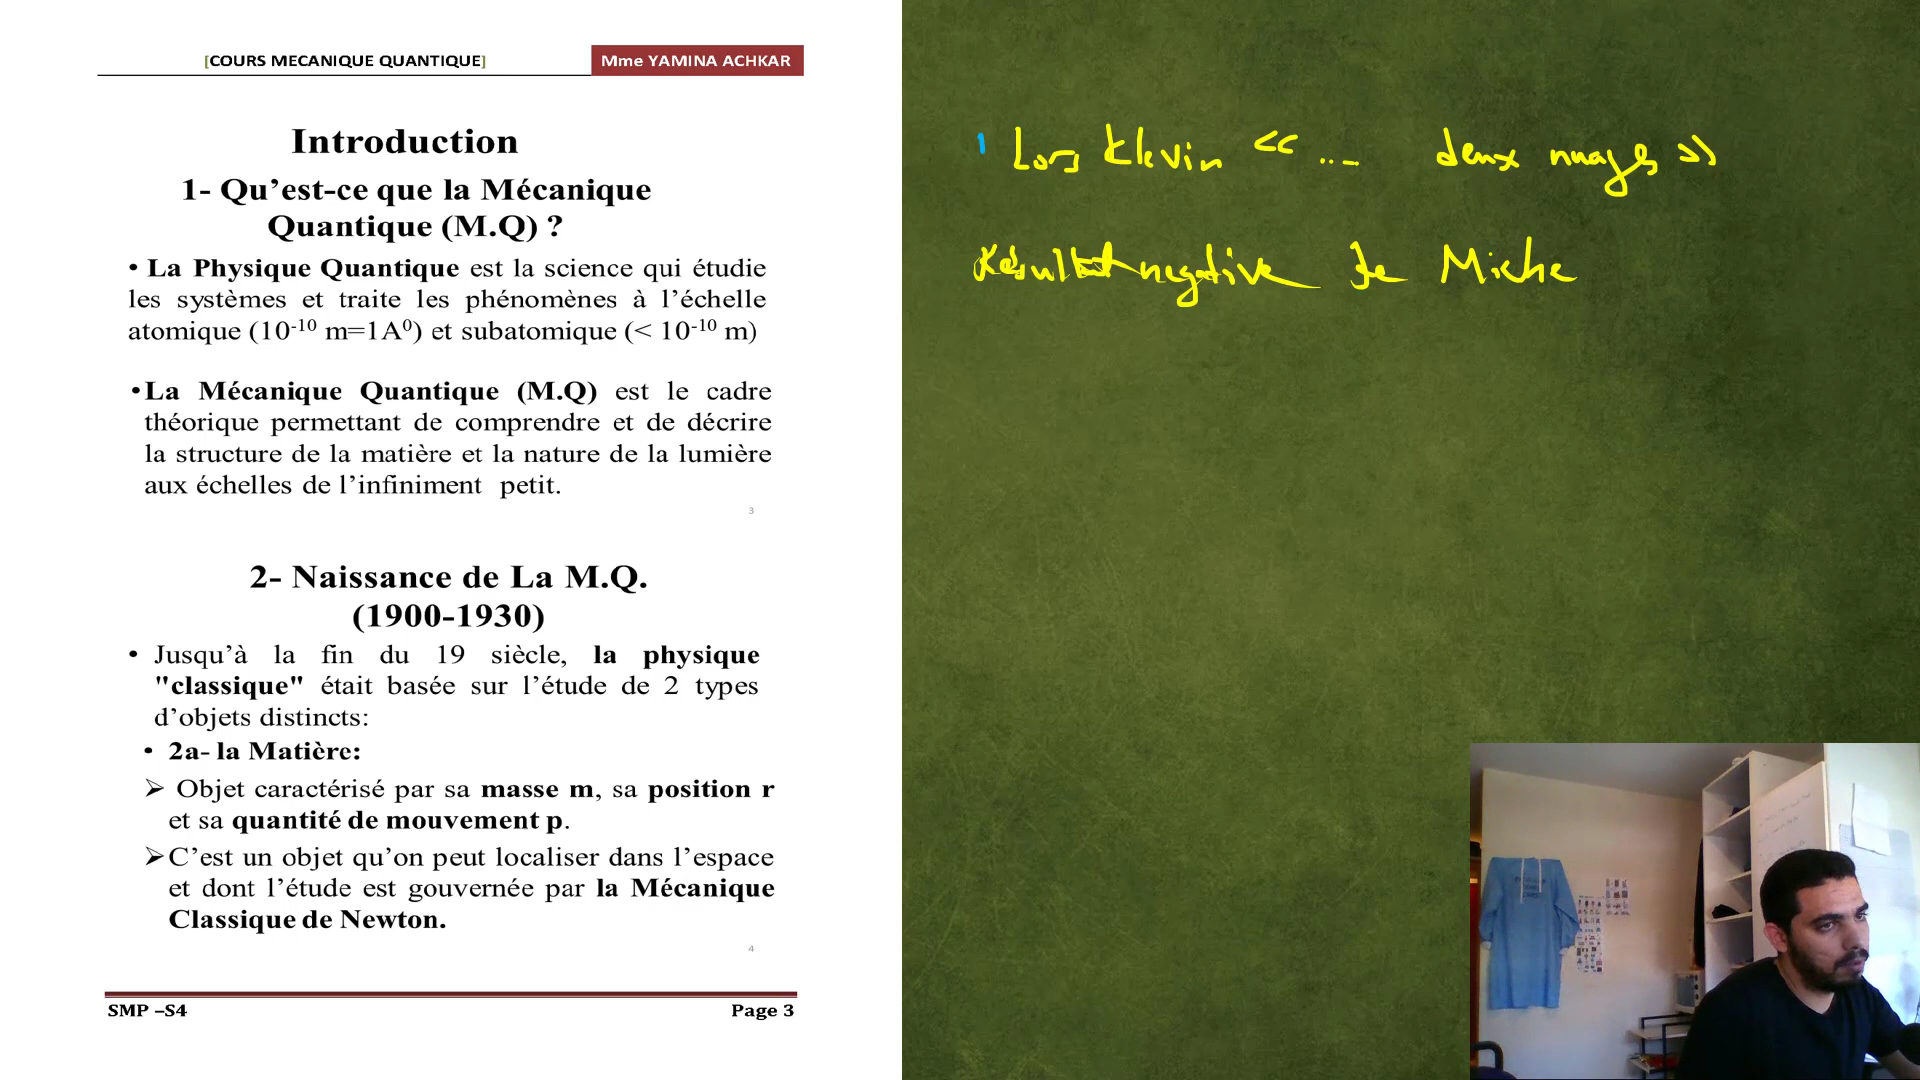 [COURS MECANIQUE QUANTIQUE] Mme YAMINA ACHKAR
Introduction
1- Qu’est-ce que la Mécanique
Quantique (M.Q) ?
• La Physique Quantique est la science qui étudie
les systèmes et traite les phénomènes à l’échelle
atomique (10⁻¹⁰ m=1A⁰) et subatomique (< 10⁻¹⁰ m)
•La Mécanique Quantique (M.Q) est le cadre
théorique permettant de comprendre et de décrire
la structure de la matière et la nature de la lumière
aux échelles de l’infiniment petit.
3
2- Naissance de La M.Q.
(1900-1930)
• Jusqu’à la fin du 19 siècle, la physique
"classique" était basée sur l’étude de 2 types
d’objets distincts:
• 2a- la Matière:
➢ Objet caractérisé par sa masse m, sa position r
et sa quantité de mouvement p.
➢C’est un objet qu’on peut localiser dans l’espace
et dont l’étude est gouvernée par la Mécanique
Classique de Newton.
4
SMP –S4 Page 3
Lors Klevin << ... deux nuages >>
Résultat negative de Miche